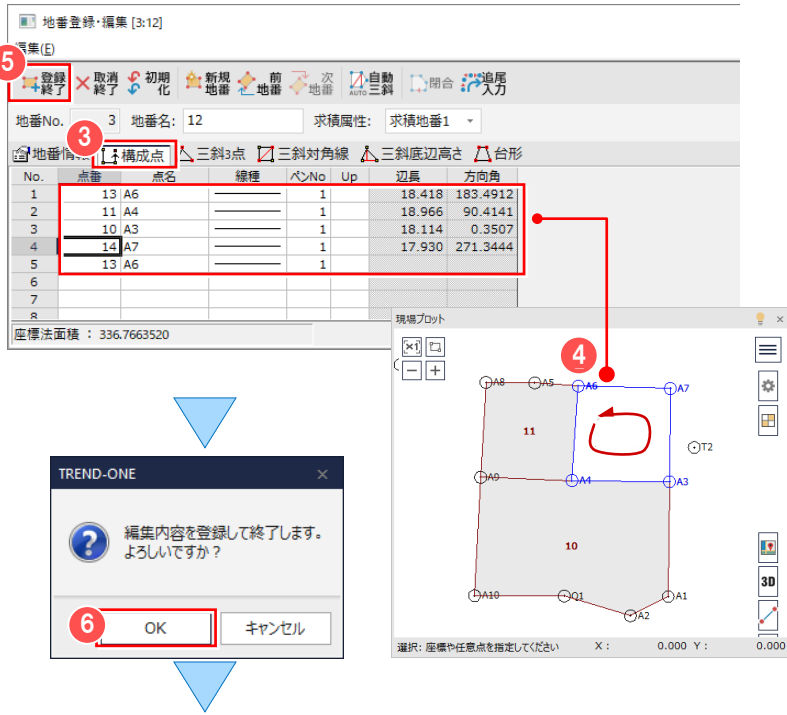 地番登録・編集 [3:12]
編集(E)
5
登録終了 取消終了 初期化 新規地番 前地番 次地番 AUTO 自動三斜 閉合 追尾入力
地番No. 3 地番名: 12 求積属性: 求積地番1
3
地番情報 構成点 三斜3点 三斜対角線 三斜底辺高さ 台形
No. 点番 点名 線種 ペンNo Up 辺長 方向角
1 13 A6 1 18.418 183.4912
2 11 A4 1 18.966 90.4141
3 10 A3 1 18.114 0.3507
4 14 A7 1 17.930 271.3444
5 13 A6 1
6
7
8
座標法面積 : 336.7663520
現場プロット
×1
4
A8 A5 A6 A7
11
T2
A9 A4 A3
10
3D
A10 Q1 A1
A2
選択: 座標や任意点を指定してください X : 0.000 Y : 0.000
TREND-ONE
編集内容を登録して終了します。
よろしいですか？
6
OK キャンセル